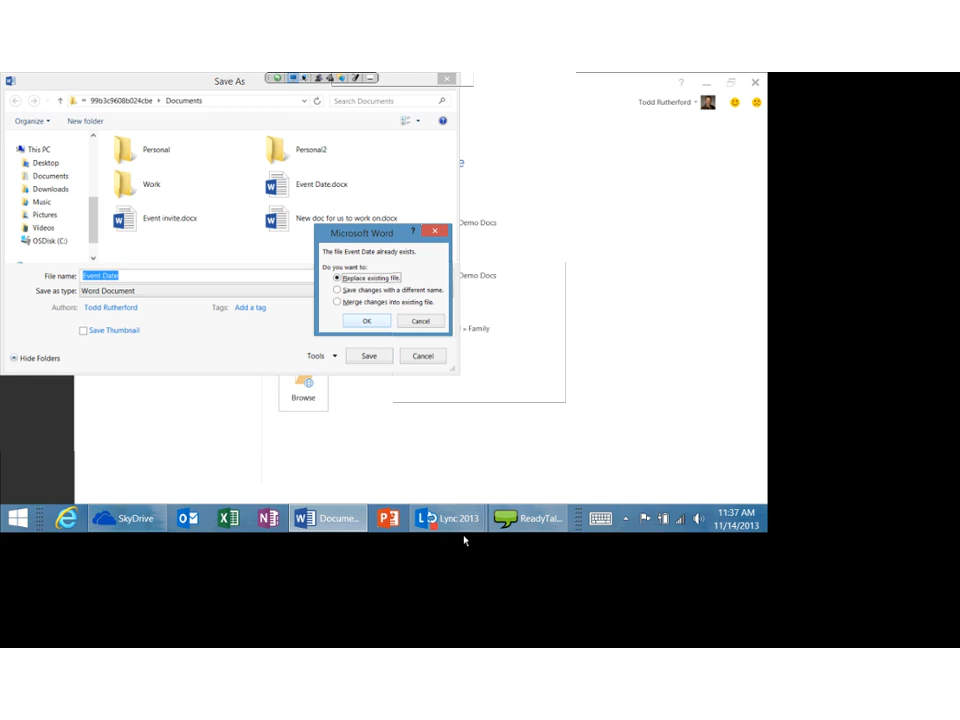 Save As
?
Todd Rutherford
« 99b3c9608b024cbe ▸ Documents
Search Documents
Organize
New folder
?
This PC
Desktop
Documents
Downloads
Music
Pictures
Videos
OSDisk (C:)
Personal
Personal2
Work
Event Date.docx
Event invite.docx
New doc for us to work on.docx
e
Demo Docs
Demo Docs
» Family
Microsoft Word
?
The file Event Date already exists.
Do you want to:
Replace existing file.
Save changes with a different name.
Merge changes into existing file.
OK
Cancel
File name:
Event Date
Save as type:
Word Document
Authors:
Todd Rutherford
Tags:
Add a tag
Save Thumbnail
Hide Folders
Tools
Save
Cancel
Browse
SkyDrive
Docume...
Lync 2013
ReadyTal...
11:37 AM
11/14/2013